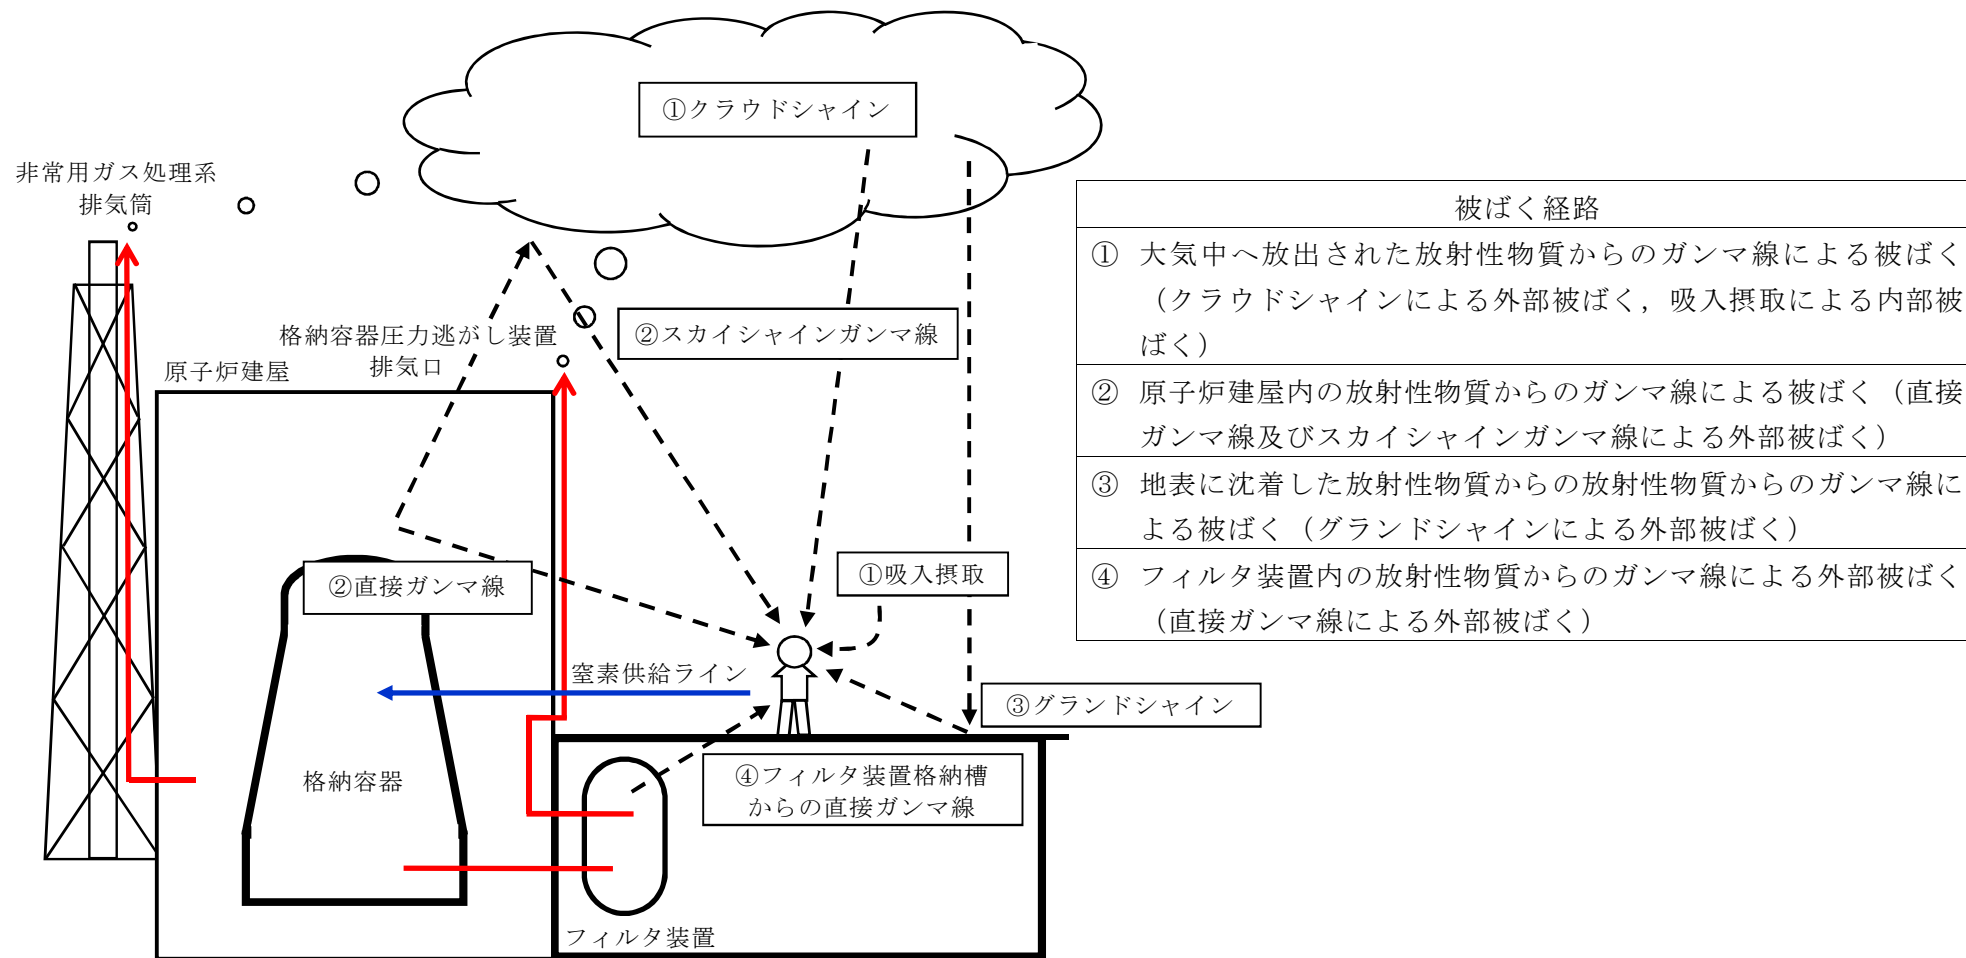 ①クラウドシャイン
非常用ガス処理系
排気筒
格納容器圧力逃がし装置
排気口
②スカイシャインガンマ線
原子炉建屋
②直接ガンマ線
①吸入摂取
窒素供給ライン
③グランドシャイン
格納容器
④フィルタ装置格納槽
からの直接ガンマ線
フィルタ装置
被ばく経路
① 大気中へ放出された放射性物質からのガンマ線による被ばく
（クラウドシャインによる外部被ばく，吸入摂取による内部被
ばく）
② 原子炉建屋内の放射性物質からのガンマ線による被ばく（直接
ガンマ線及びスカイシャインガンマ線による外部被ばく）
③ 地表に沈着した放射性物質からの放射性物質からのガンマ線に
よる被ばく（グランドシャインによる外部被ばく）
④ フィルタ装置内の放射性物質からのガンマ線による外部被ばく
（直接ガンマ線による外部被ばく）